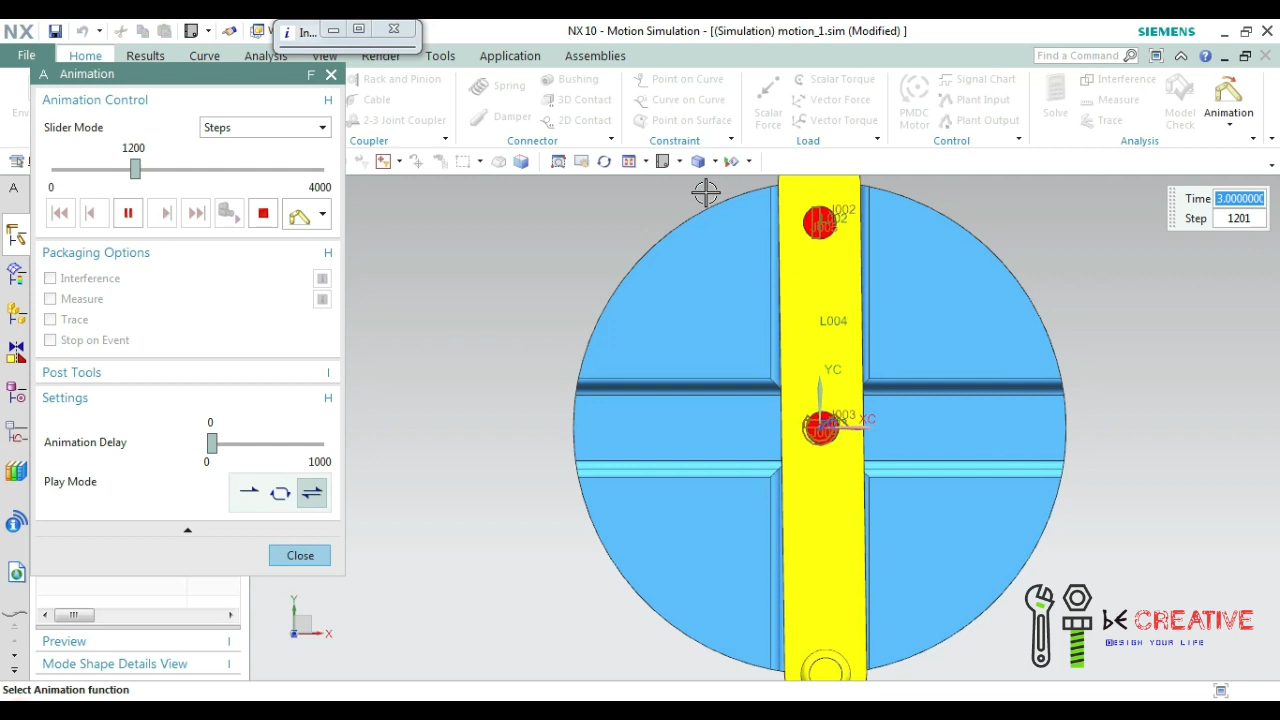 NX
In...
NX 10 - Motion Simulation - [(Simulation) motion_1.sim (Modified) ]
SIEMENS
File
Home
Results
Curve
Analysis
View
Render
Tools
Application
Assemblies
Find a Command
A Animation F
Rack and Pinion
Cable
2-3 Joint Coupler
Coupler
Spring
Damper
Bushing
3D Contact
2D Contact
Connector
Point on Curve
Curve on Curve
Point on Surface
Constraint
Scalar Force
Scalar Torque
Vector Force
Vector Torque
Load
PMDC Motor
Signal Chart
Plant Input
Plant Output
Control
Solve
Interference
Measure
Trace
Model Check
Animation
Analysis
Animation Control H
Slider Mode
Steps
1200
0
4000
Packaging Options H
Interference
Measure
Trace
Stop on Event
Post Tools I
Settings H
0
Animation Delay
0
1000
Play Mode
Close
Preview I
Mode Shape Details View I
Select Animation function
A
Time 3.0000000
Step 1201
J002
L004
YC
J003
XC
Y
X
bE CREATIVE
DESIGN YOUR LIFE